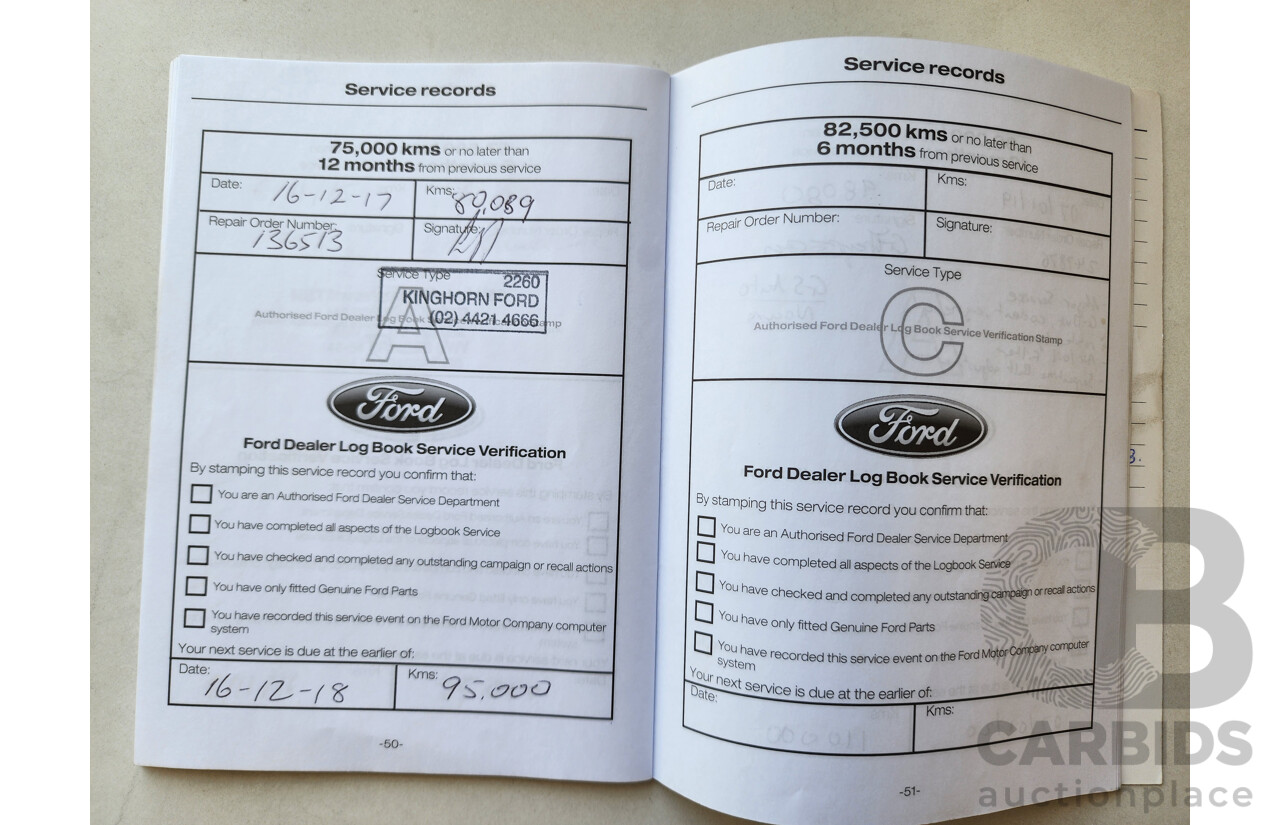 Service records
75,000 kms or no later than
12 months from previous service
Date: 16-12-17
Kms: 80,089
Repair Order Number: 136513
Signature:
Service Type
2260
KINGHORN FORD
(02) 4421 4666
Authorised Ford Dealer Log Book Service Verification Stamp
A
Ford
Ford Dealer Log Book Service Verification
By stamping this service record you confirm that:
You are an Authorised Ford Dealer Service Department
You have completed all aspects of the Logbook Service
You have checked and completed any outstanding campaign or recall actions
You have only fitted Genuine Ford Parts
You have recorded this service event on the Ford Motor Company computer
system
Your next service is due at the earlier of:
Date: 16-12-18
Kms: 95.000
-50-
Service records
82,500 kms or no later than
6 months from previous service
Date:
Kms:
Repair Order Number:
Signature:
Service Type
C
Authorised Ford Dealer Log Book Service Verification Stamp
Ford
Ford Dealer Log Book Service Verification
By stamping this service record you confirm that:
You are an Authorised Ford Dealer Service Department
You have completed all aspects of the Logbook Service
You have checked and completed any outstanding campaign or recall actions
You have only fitted Genuine Ford Parts
You have recorded this service event on the Ford Motor Company computer
system
Your next service is due at the earlier of:
Date:
Kms:
-51-
CB
CARBIDS
auctionplace